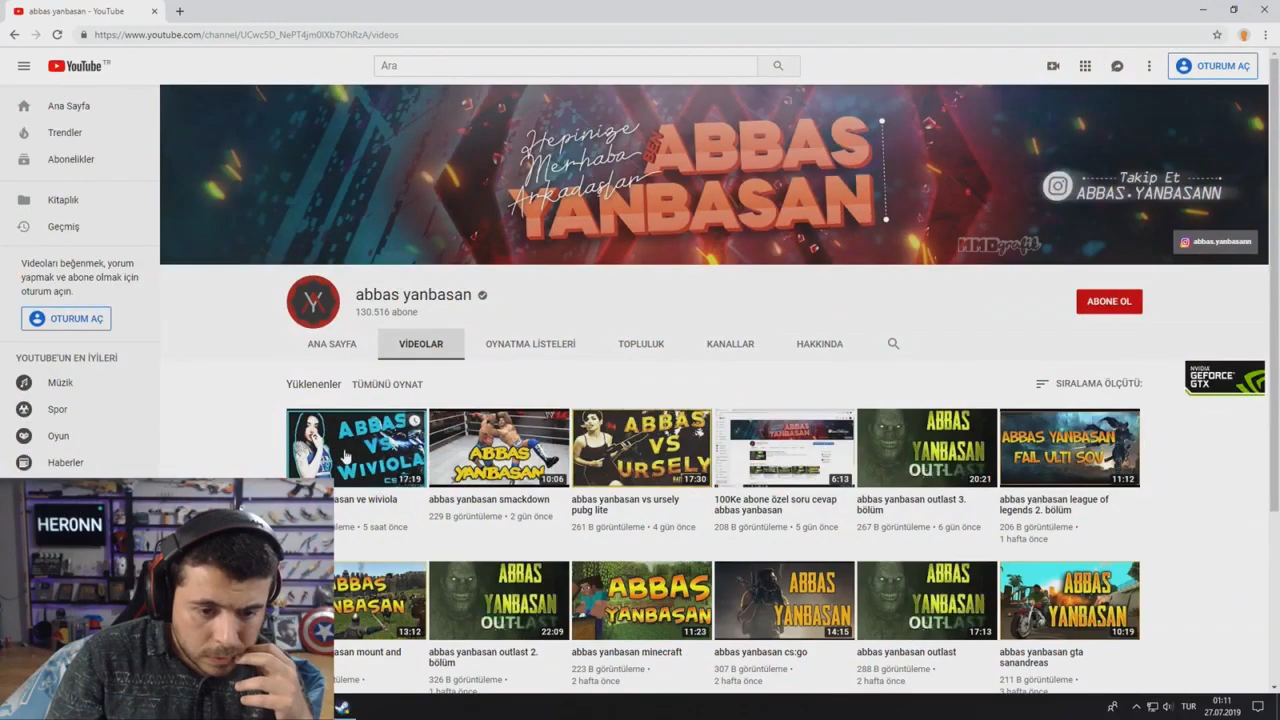 abbas yanbasan - YouTube
https://www.youtube.com/channel/UCwc5D_NePT4jm0IXb7OhRzA/videos
YouTube TR
Ara
OTURUM AÇ
Ana Sayfa
Trendler
Abonelikler
Kitaplık
Geçmiş
Videoları beğenmek, yorum
yapmak ve abone olmak için
oturum açın.
OTURUM AÇ
YOUTUBE'UN EN İYİLERİ
Müzik
Spor
Oyun
Haberler
Hepinize
Merhaba
Arkadaşlar
BEN
ABBAS
YANBASAN
Takip Et
ABBAS.YANBASANN
MMDgrafik
abbas.yanbasann
abbas yanbasan
130.516 abone
ABONE OL
ANA SAYFA
VİDEOLAR
OYNATMA LİSTELERİ
TOPLULUK
KANALLAR
HAKKINDA
Yüklenenler
TÜMÜNÜ OYNAT
SIRALAMA ÖLÇÜTÜ:
NVIDIA
GEFORCE
GTX
ABBAS
VS
WIVIOLA
17:19
ABBAS
YANBASAN
10:06
ABBAS
VS
URSELY
17:30
6:13
ABBAS
YANBASAN
OUTLAST
20:21
ABBAS YANBASAN
FAIL ULTI ŞOV
11:12
san ve wiviola
5 saat önce
abbas yanbasan smackdown
229 B görüntüleme • 2 gün önce
abbas yanbasan vs ursely
pubg lite
261 B görüntüleme • 4 gün önce
100Ke abone özel soru cevap
abbas yanbasan
208 B görüntüleme • 5 gün önce
abbas yanbasan outlast 3.
bölüm
267 B görüntüleme • 6 gün önce
abbas yanbasan league of
legends 2. bölüm
206 B görüntüleme •
1 hafta önce
ABBAS
YANBASAN
13:12
ABBAS
YANBASAN
OUTLAST
22:09
ABBAS
YANBASAN
11:23
ABBAS
YANBASAN
14:15
ABBAS
YANBASAN
OUTLAST
17:13
ABBAS
YANBASAN
10:19
san mount and
abbas yanbasan outlast 2.
bölüm
326 B görüntüleme •
1 hafta önce
abbas yanbasan minecraft
223 B görüntüleme •
2 hafta önce
abbas yanbasan cs:go
307 B görüntüleme •
2 hafta önce
abbas yanbasan outlast
288 B görüntüleme •
2 hafta önce
abbas yanbasan gta
sanandreas
211 B görüntüleme •
3 hafta önce
HERONN
TUR
01:11
27.07.2019